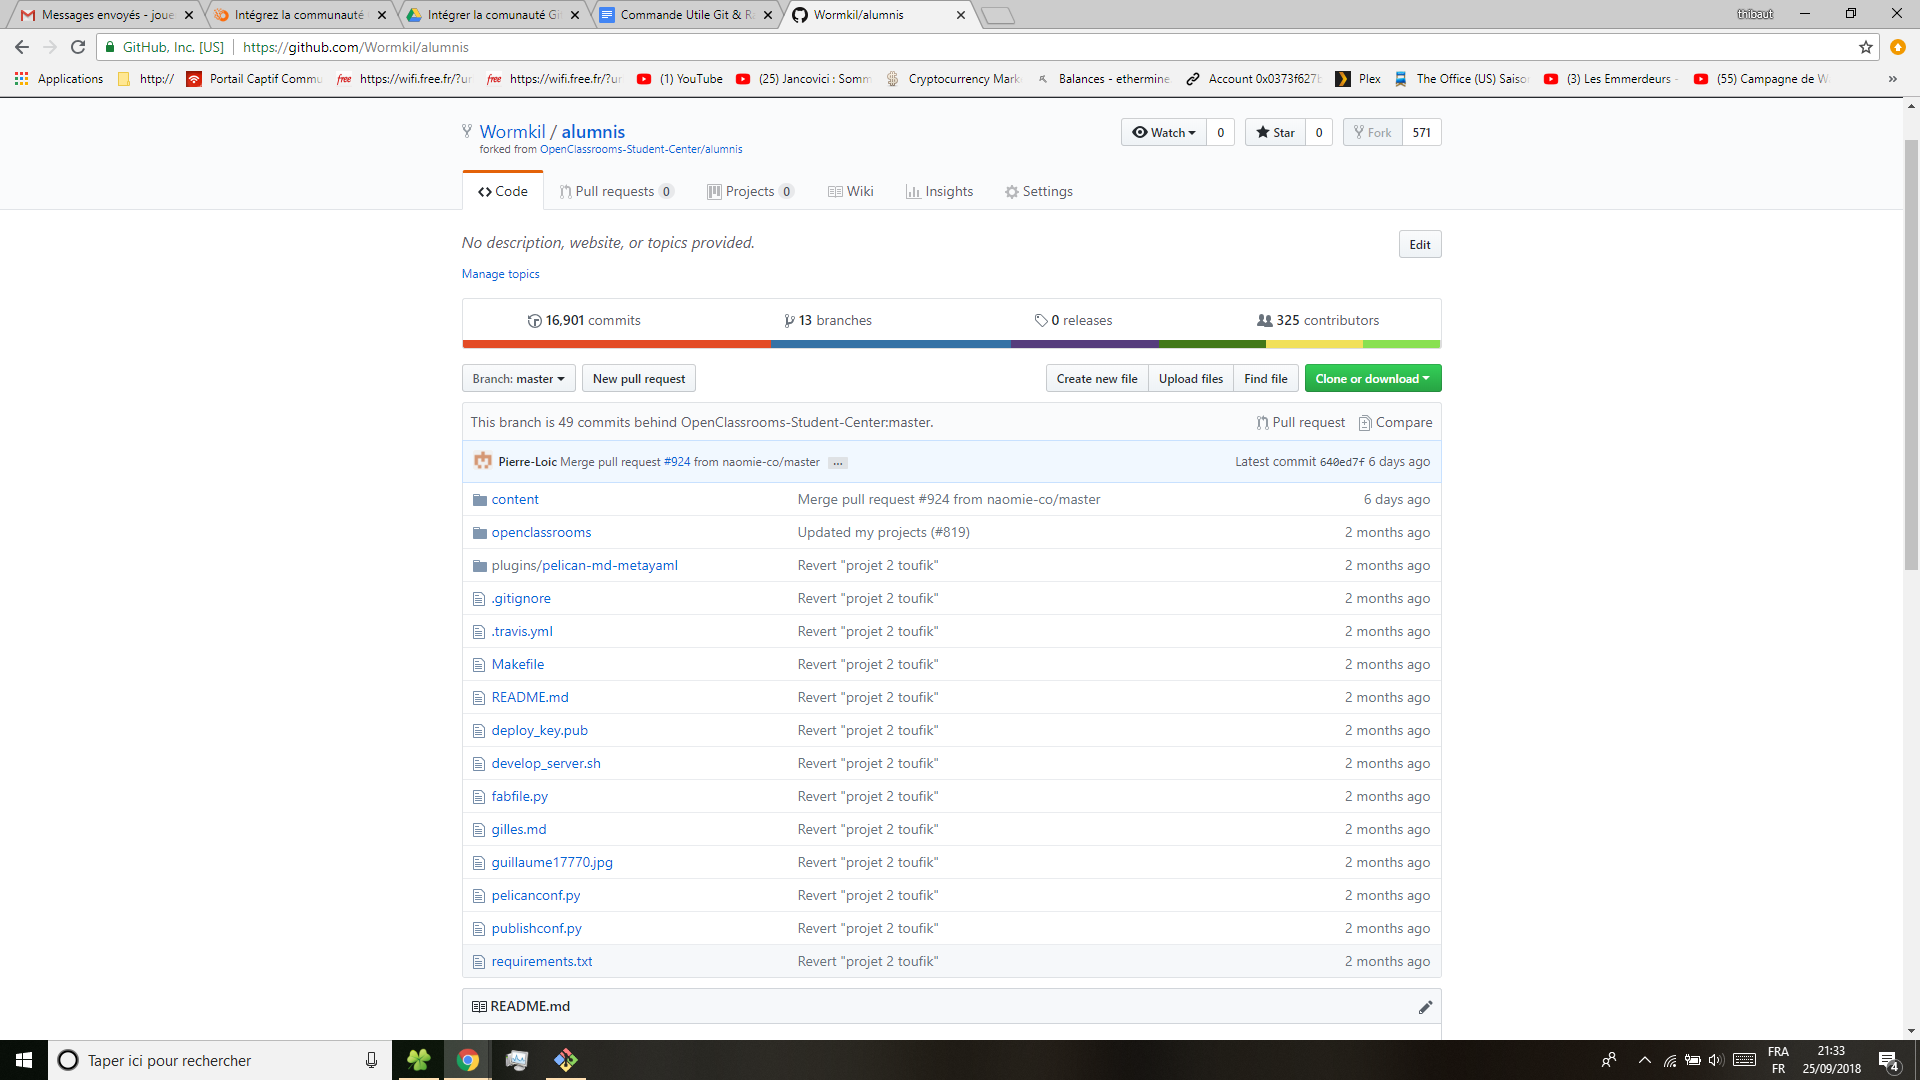 Messages envoyés - joue
Intégrez la communauté
Intégrer la comunauté Gi
Commande Utile Git & R
Wormkil/alumnis
thibaut
GitHub, Inc. [US]
https://github.com/Wormkil/alumnis
Applications
http://
Portail Captif Commu
free
https://wifi.free.fr/?ur
free
https://wifi.free.fr/?ur
(1) YouTube
(25) Jancovici : Somm
Cryptocurrency Mark
Balances - ethermine
Account 0x0373f627b
Plex
The Office (US) Saiso
(3) Les Emmerdeurs -
(55) Campagne de W
»
Wormkil / alumnis
forked from OpenClassrooms-Student-Center/alumnis
Watch 0
Star 0
Fork 571
Code
Pull requests 0
Projects 0
Wiki
Insights
Settings
No description, website, or topics provided.
Edit
Manage topics
16,901 commits
13 branches
0 releases
325 contributors
Branch: master
New pull request
Create new file
Upload files
Find file
Clone or download
This branch is 49 commits behind OpenClassrooms-Student-Center:master.
Pull request
Compare
Pierre-Loic Merge pull request #924 from naomie-co/master ...
Latest commit 640ed7f 6 days ago
content Merge pull request #924 from naomie-co/master 6 days ago
openclassrooms Updated my projects (#819) 2 months ago
plugins/pelican-md-metayaml Revert "projet 2 toufik" 2 months ago
.gitignore Revert "projet 2 toufik" 2 months ago
.travis.yml Revert "projet 2 toufik" 2 months ago
Makefile Revert "projet 2 toufik" 2 months ago
README.md Revert "projet 2 toufik" 2 months ago
deploy_key.pub Revert "projet 2 toufik" 2 months ago
develop_server.sh Revert "projet 2 toufik" 2 months ago
fabfile.py Revert "projet 2 toufik" 2 months ago
gilles.md Revert "projet 2 toufik" 2 months ago
guillaume17770.jpg Revert "projet 2 toufik" 2 months ago
pelicanconf.py Revert "projet 2 toufik" 2 months ago
publishconf.py Revert "projet 2 toufik" 2 months ago
requirements.txt Revert "projet 2 toufik" 2 months ago
README.md
Taper ici pour rechercher
FRA
FR
21:33
25/09/2018
4